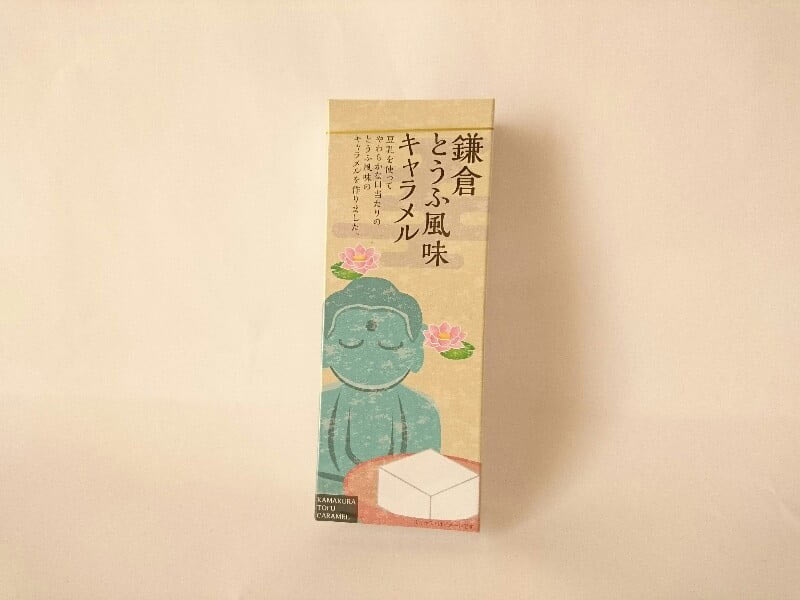 鎌倉
とうふ風味
キャラメル
豆乳を使って
やわらかな口当たりの
とうふ風味の
キャラメルを作りました。
KAMAKURA
TOFU
CARAMEL